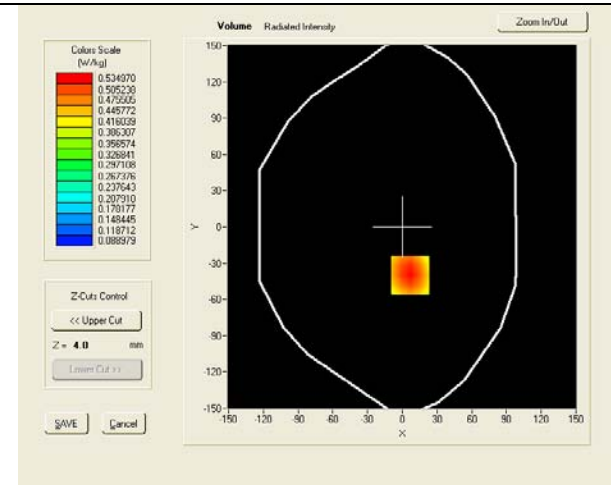 Volume Radiated Intensity
Zoom In/Out
Colors Scale
(W/kg)
0.534970
0.505238
0.475505
0.445772
0.416039
0.386307
0.356574
0.326841
0.297108
0.267376
0.237643
0.207910
0.178177
0.148445
0.118712
0.088979
Z-Cuts Control
<< Upper Cut
Z = 4.0 mm
Lower Cut >>
SAVE Cancel
150
120
90
60
30
0
-30
-60
-90
-120
-150
Y
-150 -120 -90 -60 -30 0 30 60 90 120 150
X